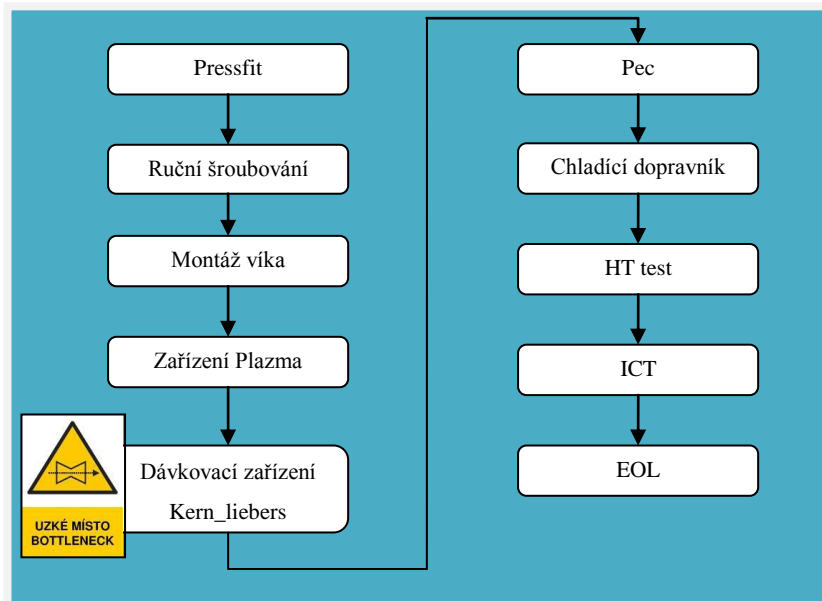 Pressfit
Ruční šroubování
Montáž víka
Zařízení Plazma
Dávkovací zařízení
Kern_liebers
UZKÉ MÍSTO
BOTTLENECK
Pec
Chladící dopravník
HT test
ICT
EOL